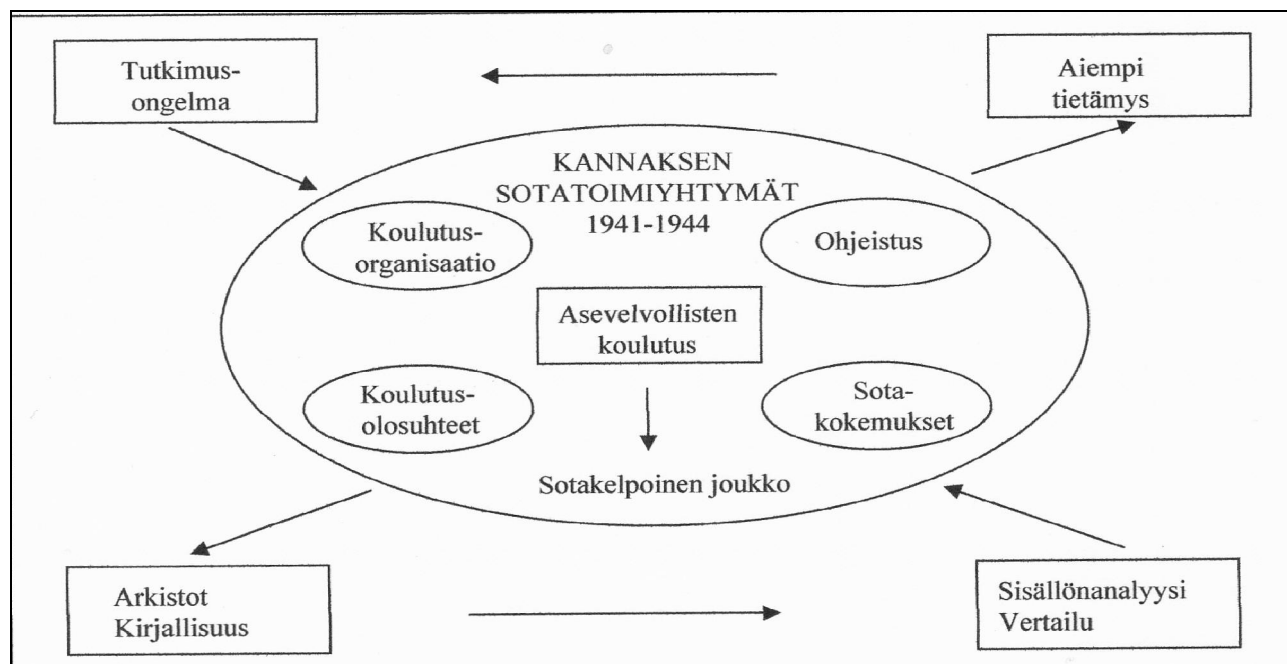 Tutkimus-
ongelma
Aiempi
tietämys
KANNAKSEN
SOTATOIMIYHTYMÄT
1941-1944
Koulutus-
organisaatio
Ohjeistus
Asevelvollisten
koulutus
Koulutus-
olosuhteet
Sota-
kokemukset
Sotakelpoinen joukko
Arkistot
Kirjallisuus
Sisällönanalyysi
Vertailu